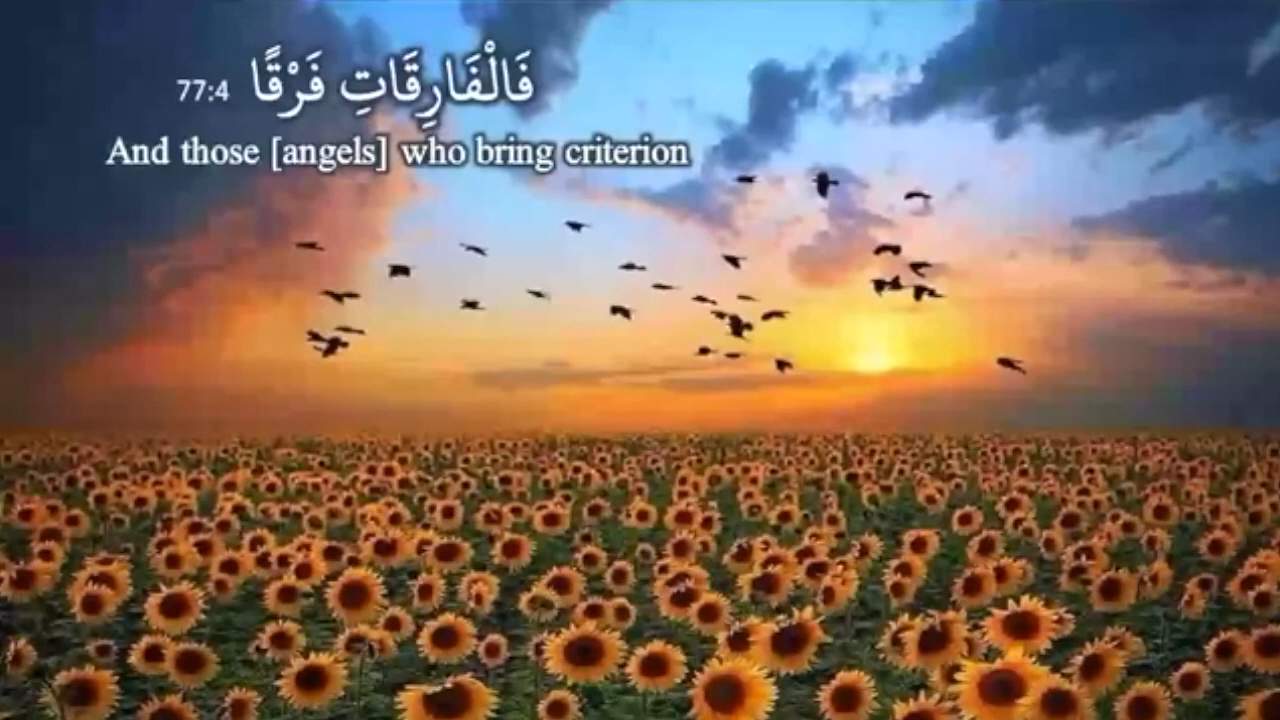 فَالْفَارِقَاتِ فَرْقًا 77:4
And those [angels] who bring criterion